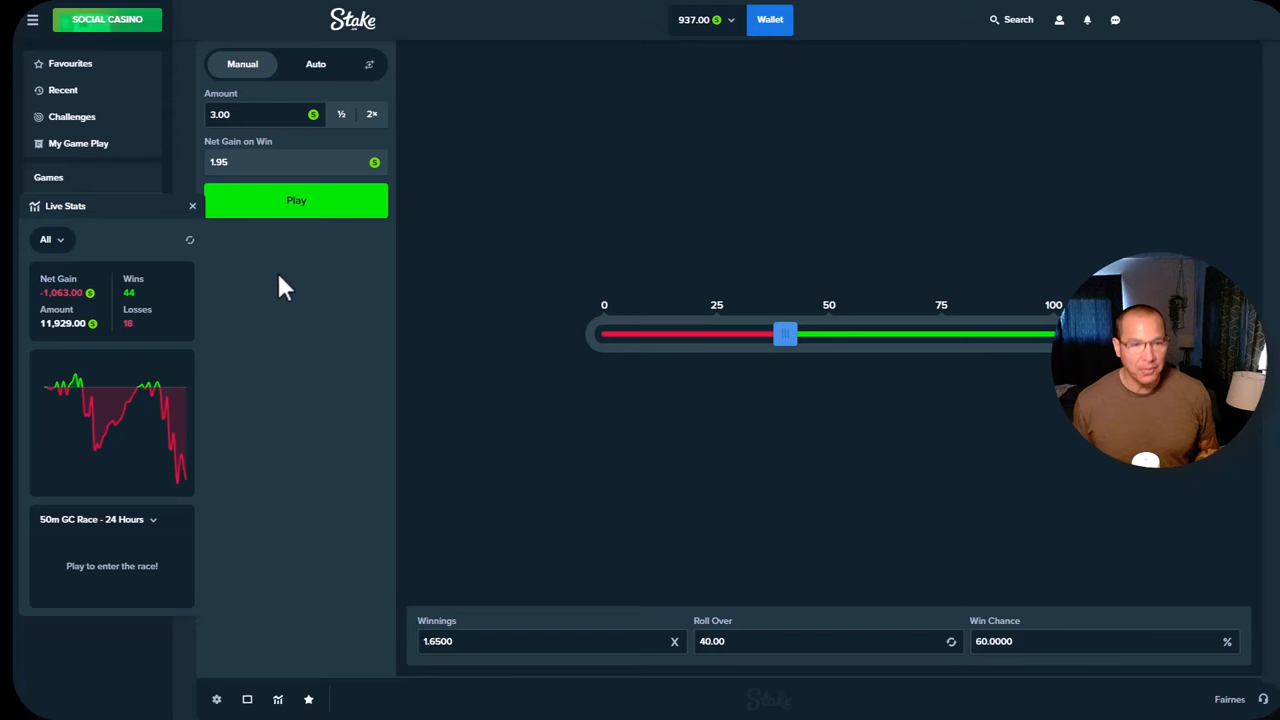 SOCIAL CASINO
Stake
937.00
Wallet
Search
Favourites
Recent
Challenges
My Game Play
Games
Live Stats
All
Net Gain
-1,063.00
Wins
44
Amount
11,929.00
Losses
18
50m GC Race - 24 Hours
Play to enter the race!
Manual
Auto
Amount
3.00
½
2×
Net Gain on Win
1.95
Play
0 25 50 75 100
Winnings
1.6500
Roll Over
40.00
Win Chance
60.0000
%
Stake
Fairnes